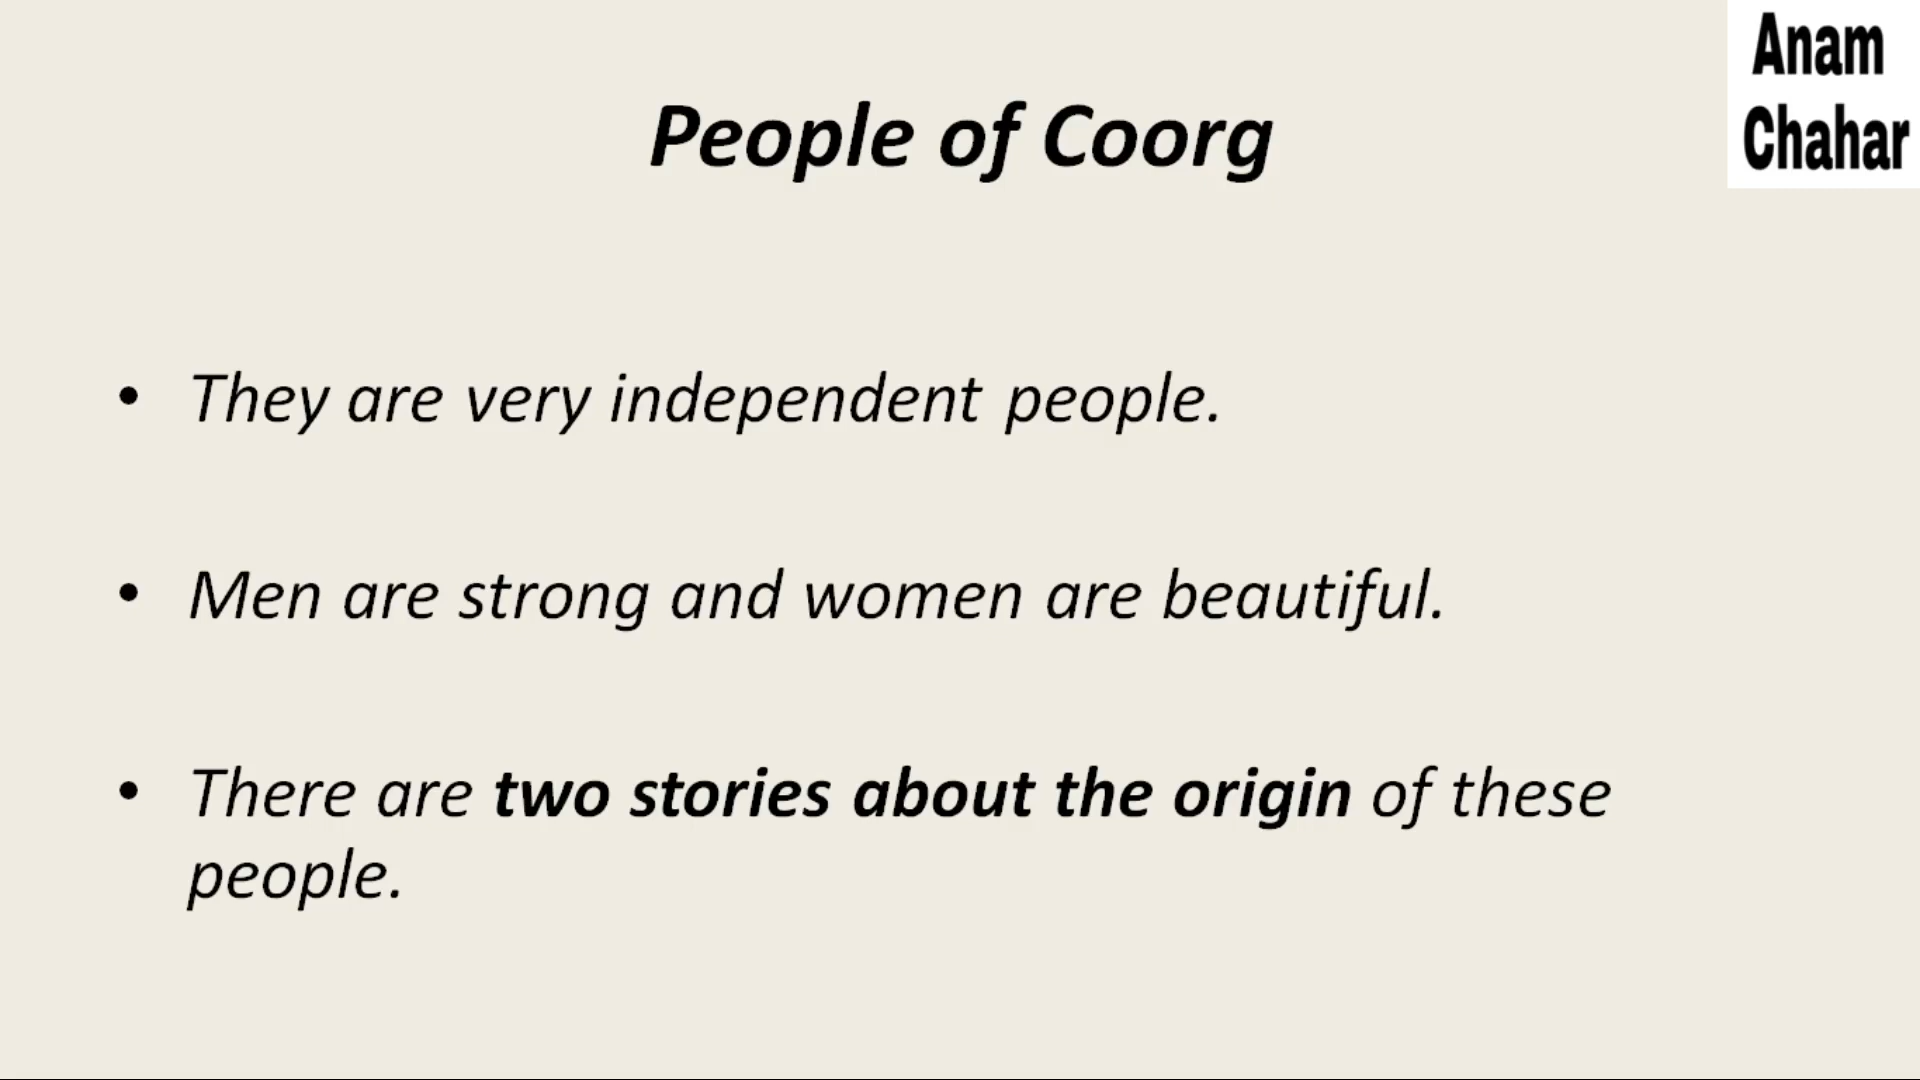 Anam
Chahar
People of Coorg
• They are very independent people.
• Men are strong and women are beautiful.
• There are two stories about the origin of these
people.